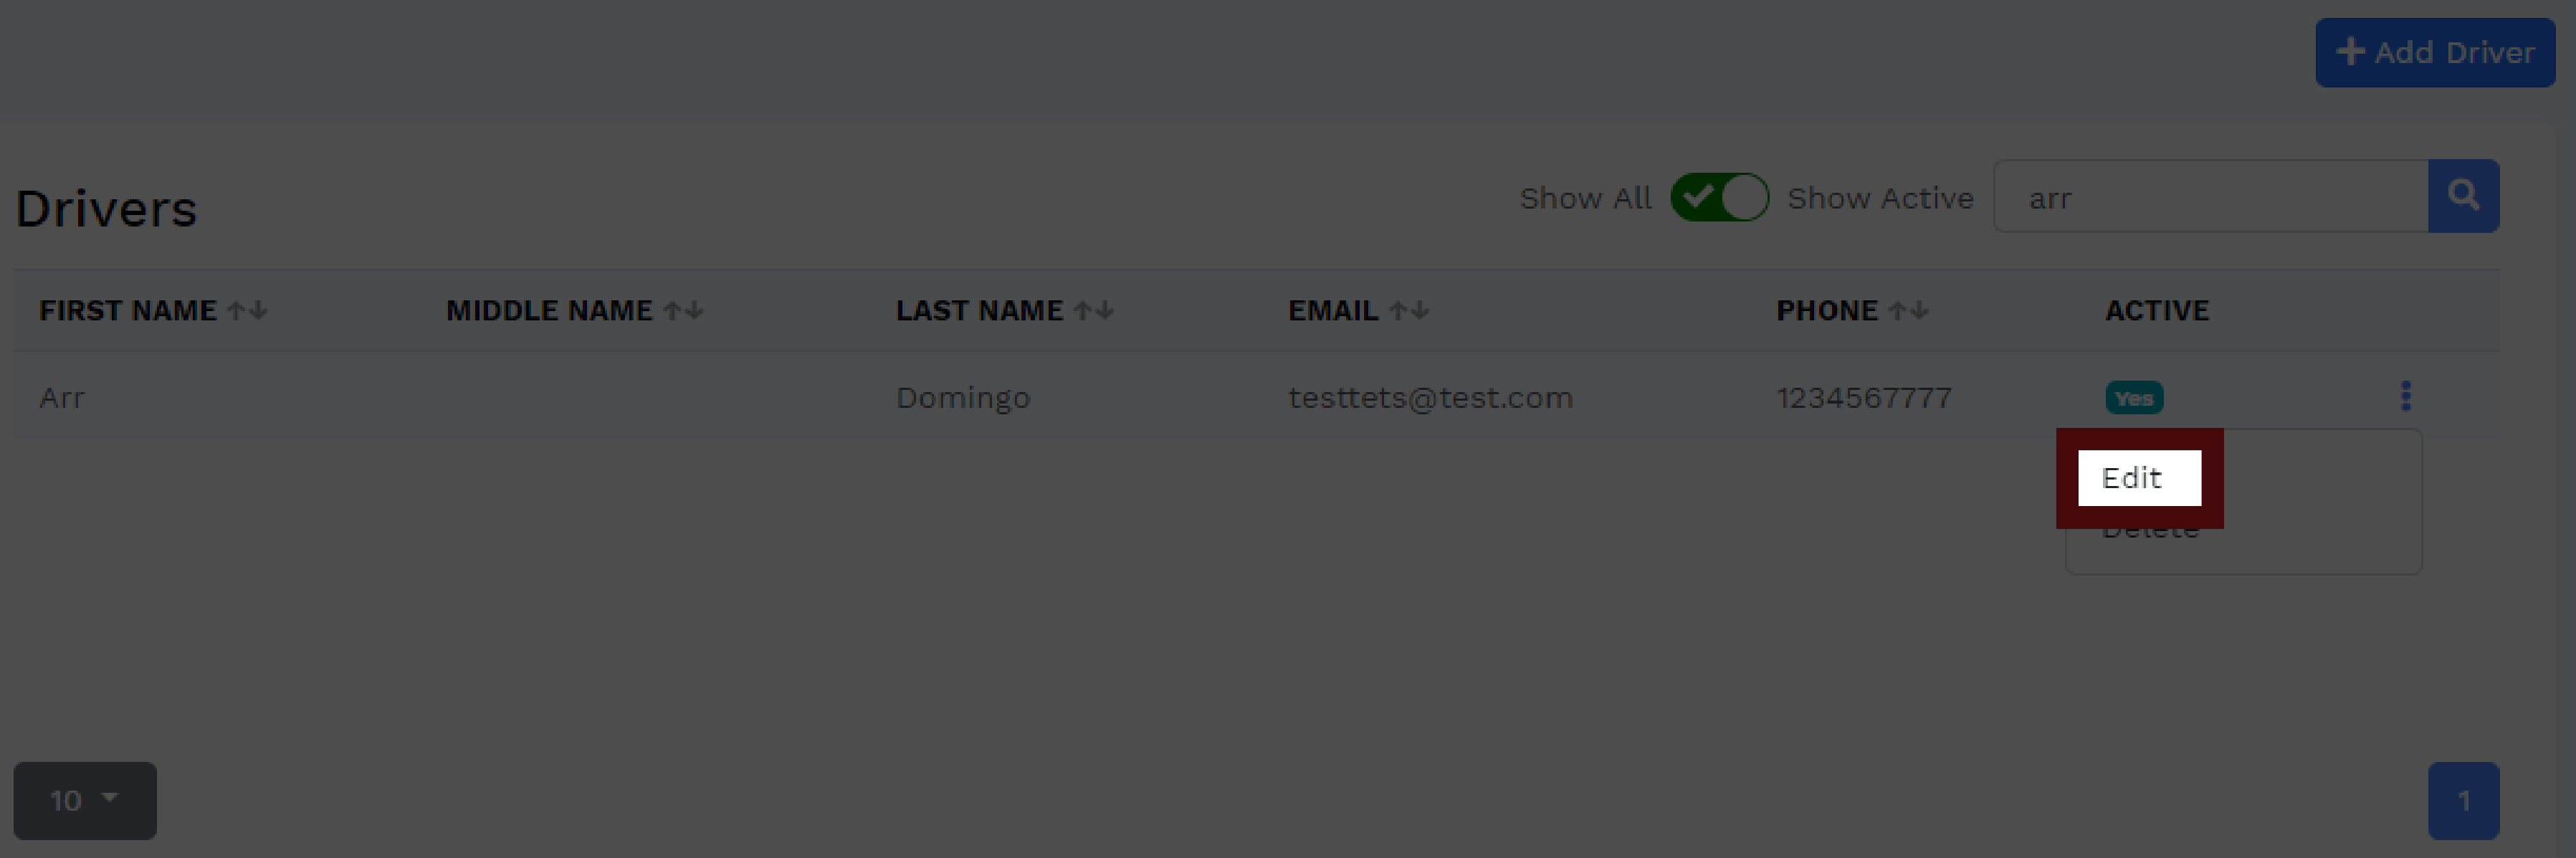 Add Driver
Drivers
Show All Show Active arr
FIRST NAME MIDDLE NAME LAST NAME EMAIL PHONE ACTIVE
Arr Domingo testtets@test.com 1234567777 Yes
Edit
Delete
10 1